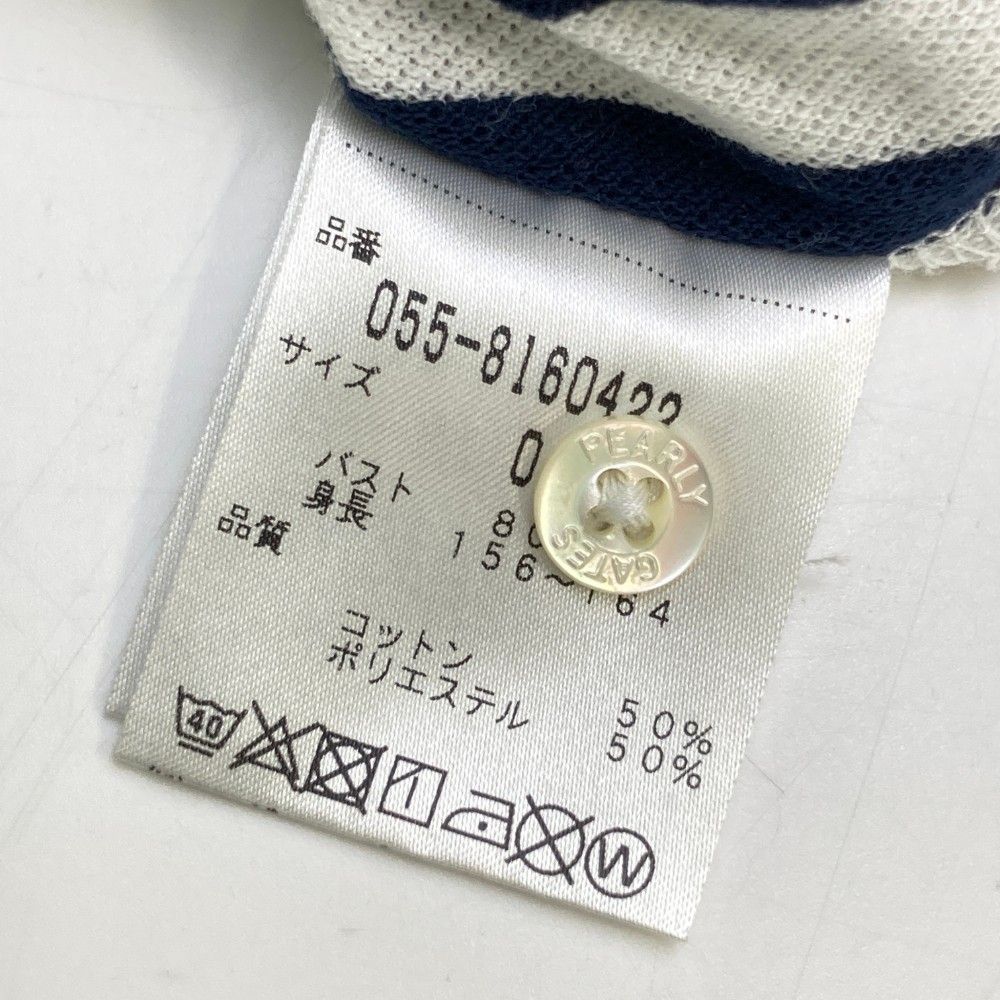 品番
055-8160422
サイズ
0
バスト
身長 156~164
品質
コットン 50%
ポリエステル 50%
40
W
PEARLY
GATES